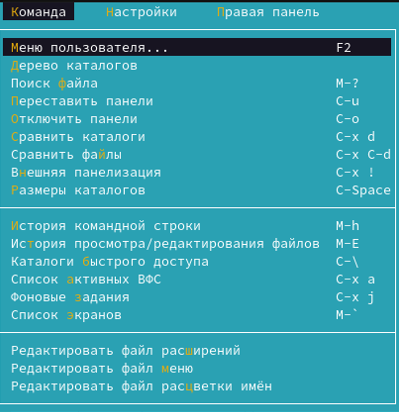 Команда Настройки Правая панель
Меню пользователя... F2
Дерево каталогов
Поиск файла M-?
Переставить панели C-u
Отключить панели C-o
Сравнить каталоги C-x d
Сравнить файлы C-x C-d
Внешняя панелизация C-x !
Размеры каталогов C-Space
История командной строки M-h
История просмотра/редактирования файлов M-E
Каталоги быстрого доступа C-\
Список активных ВФС C-x a
Фоновые задания C-x j
Список экранов M-`
Редактировать файл расширений
Редактировать файл меню
Редактировать файл расцветки имён